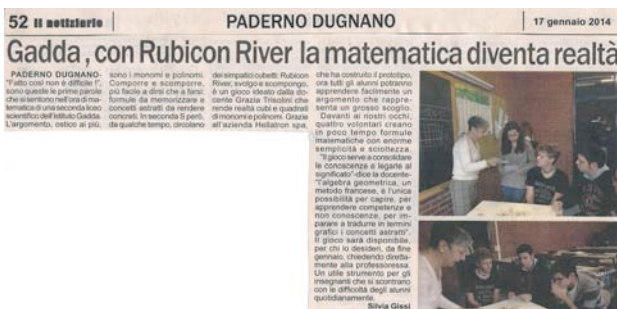 52 Il notiziario
PADERNO DUGNANO
17 gennaio 2014
Gadda , con Rubicon River la matematica diventa realtà
PADERNO DUGNANO-
"Fatto così non è difficile !",
sono queste le prime parole
che si sentono nell'ora di ma-
tematica di una seconda liceo
scientifico dell'istituto Gadda.
L'argomento, ostico ai più,
sono i monomi e polinomi.
Comporre e scomporre,
più facile a dirsi che a farsi:
formule da memorizzare e
concetti astratti da rendere
concreti. In seconda S però,
da qualche tempo, circolano
dei simpatici cubetti: Rubicon
River, svolgo e scompongo,
è un gioco ideato dalla do-
cente Grazia Trisolini che
rende realtà cubi e quadrati
di monomi e polinomi. Grazie
all'azienda Hellatron spa,
che ha costruito il prototipo,
ora tutti gli alunni potranno
apprendere facilmente un
argomento che rappre-
senta un grosso scoglio.
Davanti ai nostri occhi,
quattro volontari creano
in poco tempo formule
matematiche con enorme
semplicità e scioltezza.
"Il gioco serve a consolidare
le conoscenze e legarle al
significato"-dice la docente-
"l'algebra geometrica, un
metodo francese, è l'unica
possibilità per capire, per
apprendere competenze e
non conoscenze, per im-
parare a tradurre in termini
grafici i concetti astratti".
Il gioco sarà disponibile,
per chi lo desideri, da fine
gennaio, chiedendo diretta-
mente alla professoressa.
Un utile strumento per gli
insegnanti che si scontrano
con le difficoltà degli alunni
quotidianamente.
Silvia Gissi